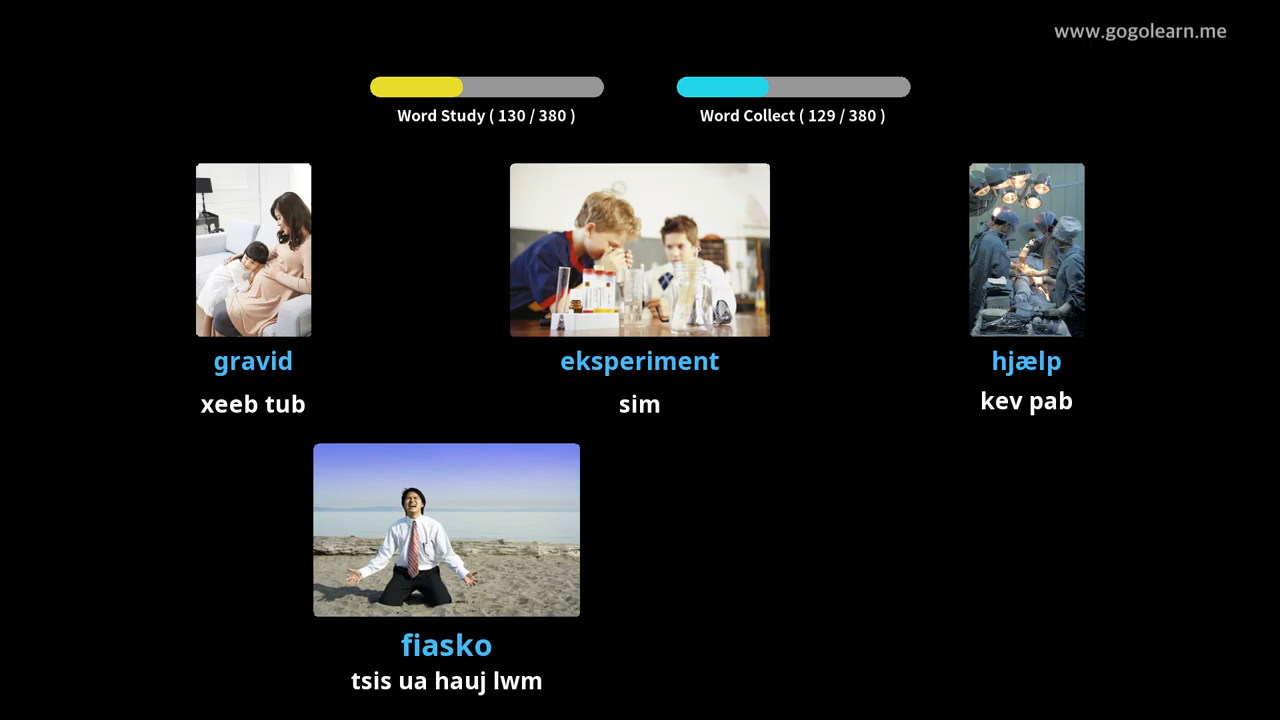 www.gogolearn.me
Word Study ( 130 / 380 )
Word Collect ( 129 / 380 )
gravid
eksperiment
hjælp
xeeb tub
sim
kev pab
fiasko
tsis ua hauj lwm